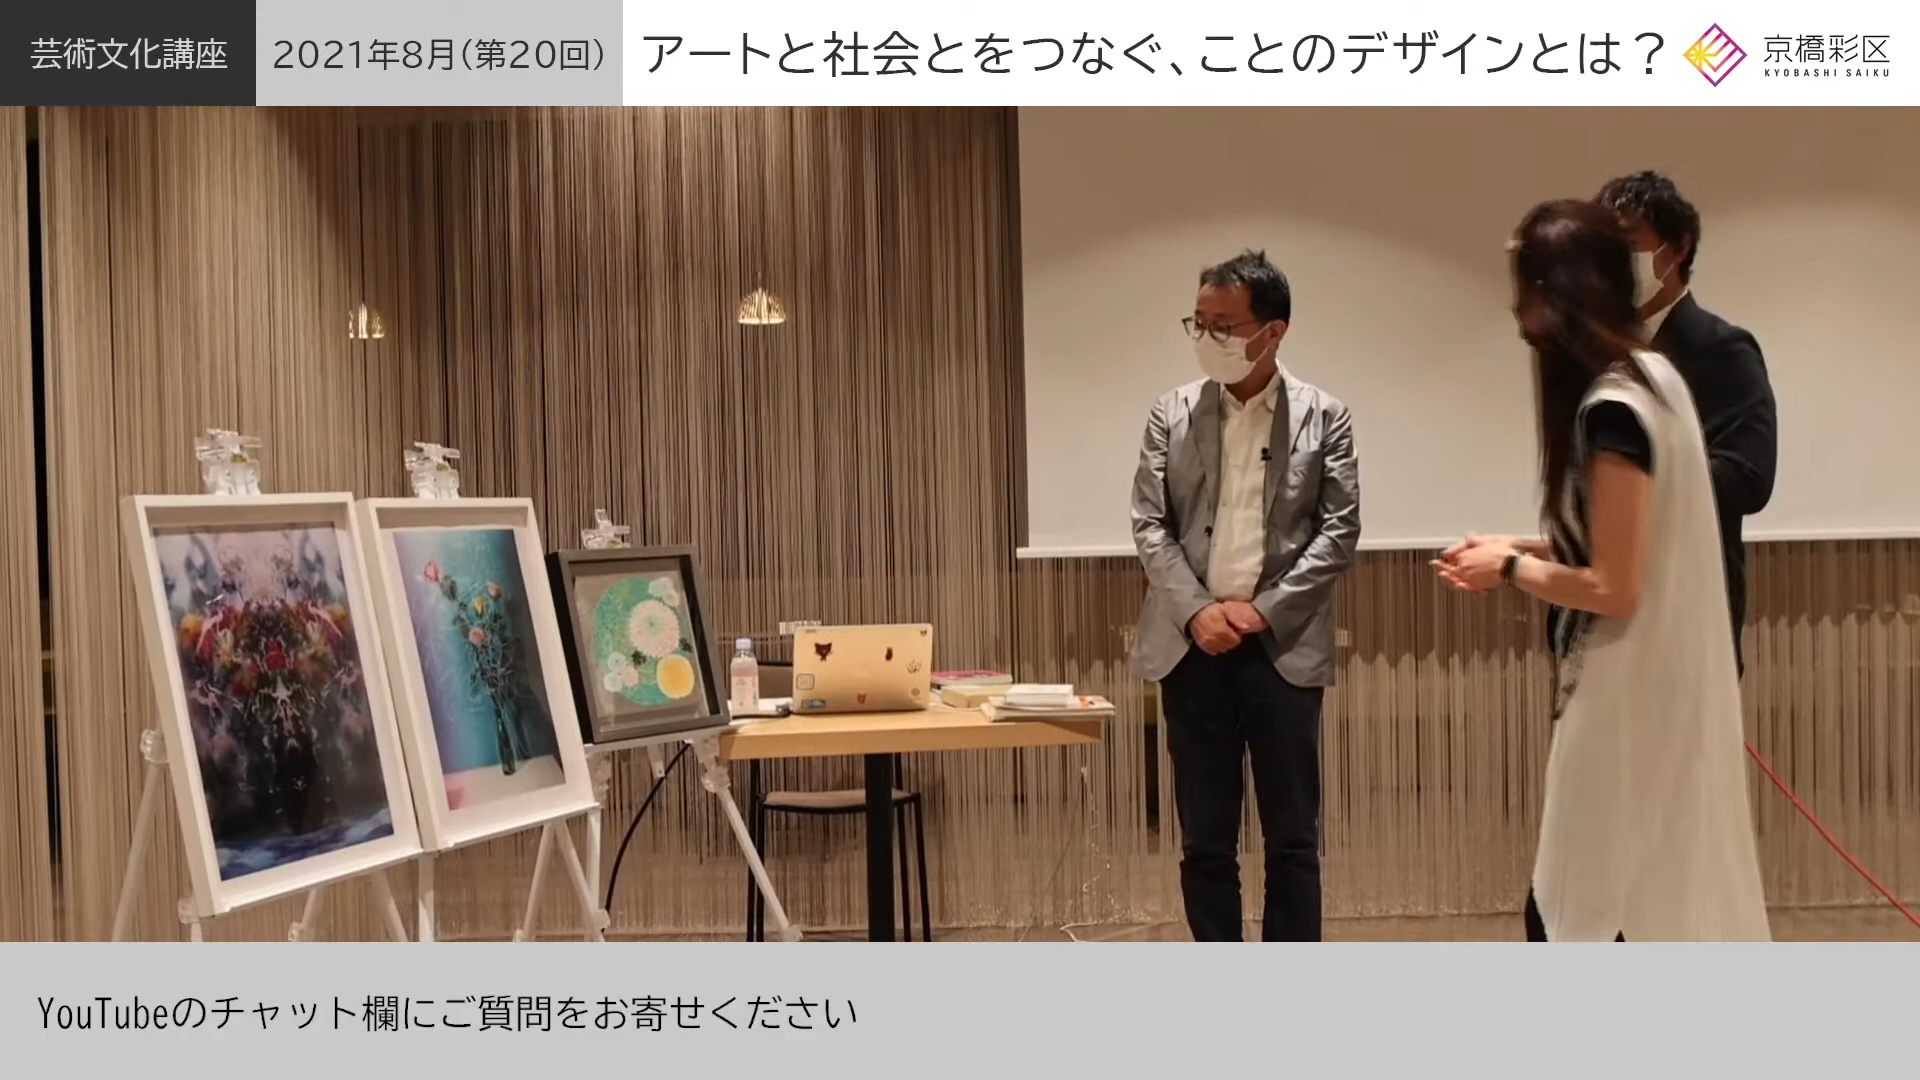 芸術文化講座
2021年8月(第20回)
アートと社会とをつなぐ、ことのデザインとは？
京橋彩区
KYOBASHI SAIKU
YouTubeのチャット欄にご質問をお寄せください